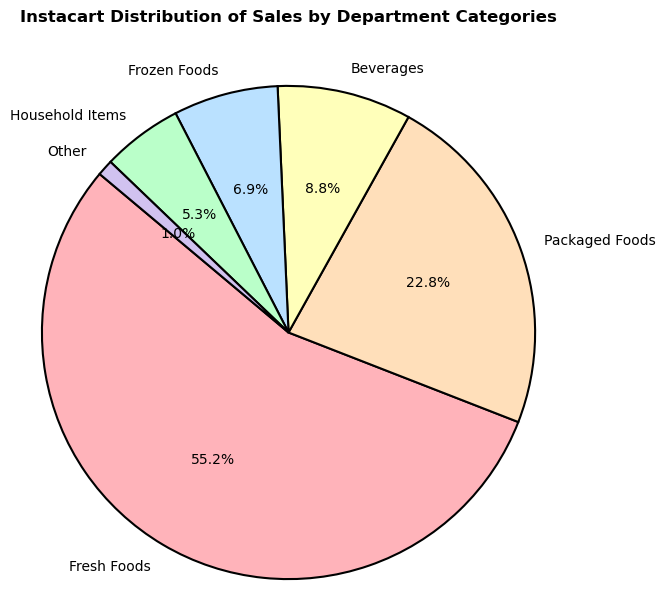 Instacart Distribution of Sales by Department Categories
Beverages
Frozen Foods
Household Items
Other
6.9%
8.8%
5.3%
1.0%
Packaged Foods
22.8%
55.2%
Fresh Foods